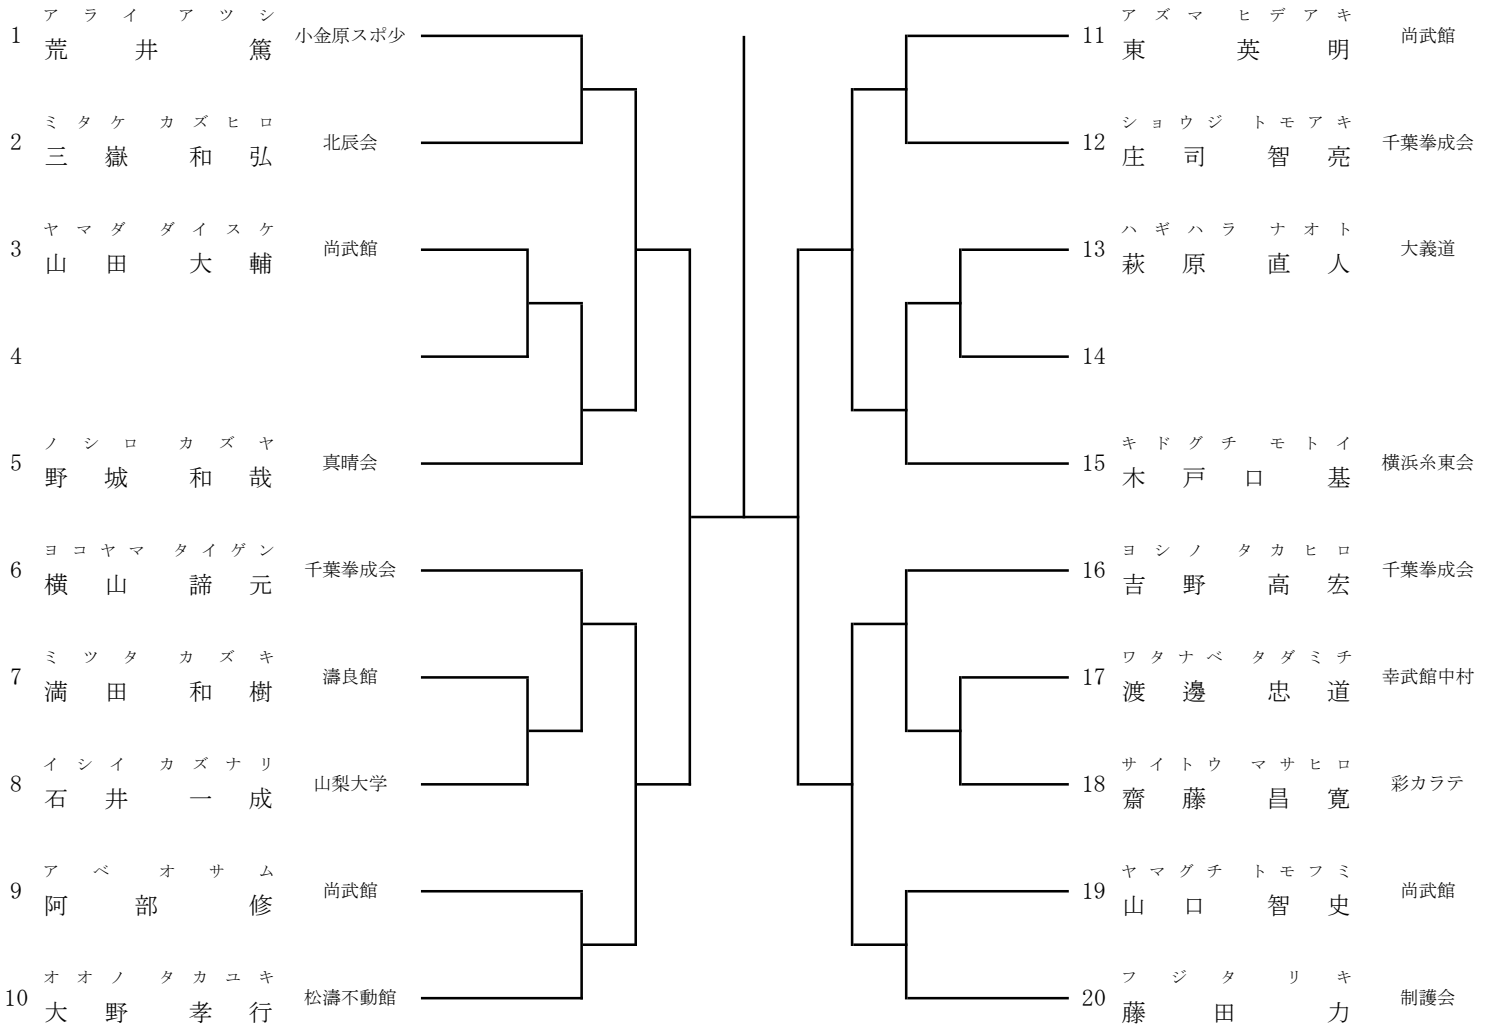 アライ アツシ
1 荒井 篤 小金原スポ少
ミタケ カズヒロ
2 三嶽 和弘 北辰会
ヤマダ ダイスケ
3 山田 大輔 尚武館
4
ノシロ カズヤ
5 野城 和哉 真晴会
ヨコヤマ タイゲン
6 横山 諦元 千葉拳成会
ミツタ カズキ
7 満田 和樹 濤良館
イシイ カズナリ
8 石井 一成 山梨大学
アベ オサム
9 阿部 修 尚武館
オオノ タカユキ
10 大野 孝行 松濤不動館
アズマ ヒデアキ
11 東 英明 尚武館
ショウジ トモアキ
12 庄司 智亮 千葉拳成会
ハギハラ ナオト
13 萩原 直人 大義道
14
キドグチ モトイ
15 木戸口 基 横浜糸東会
ヨシノ タカヒロ
16 吉野 高宏 千葉拳成会
ワタナベ タダミチ
17 渡邊 忠道 幸武館中村
サイトウ マサヒロ
18 齋藤 昌寛 彩カラテ
ヤマグチ トモフミ
19 山口 智史 尚武館
フジタ リキ
20 藤田 力 制護会